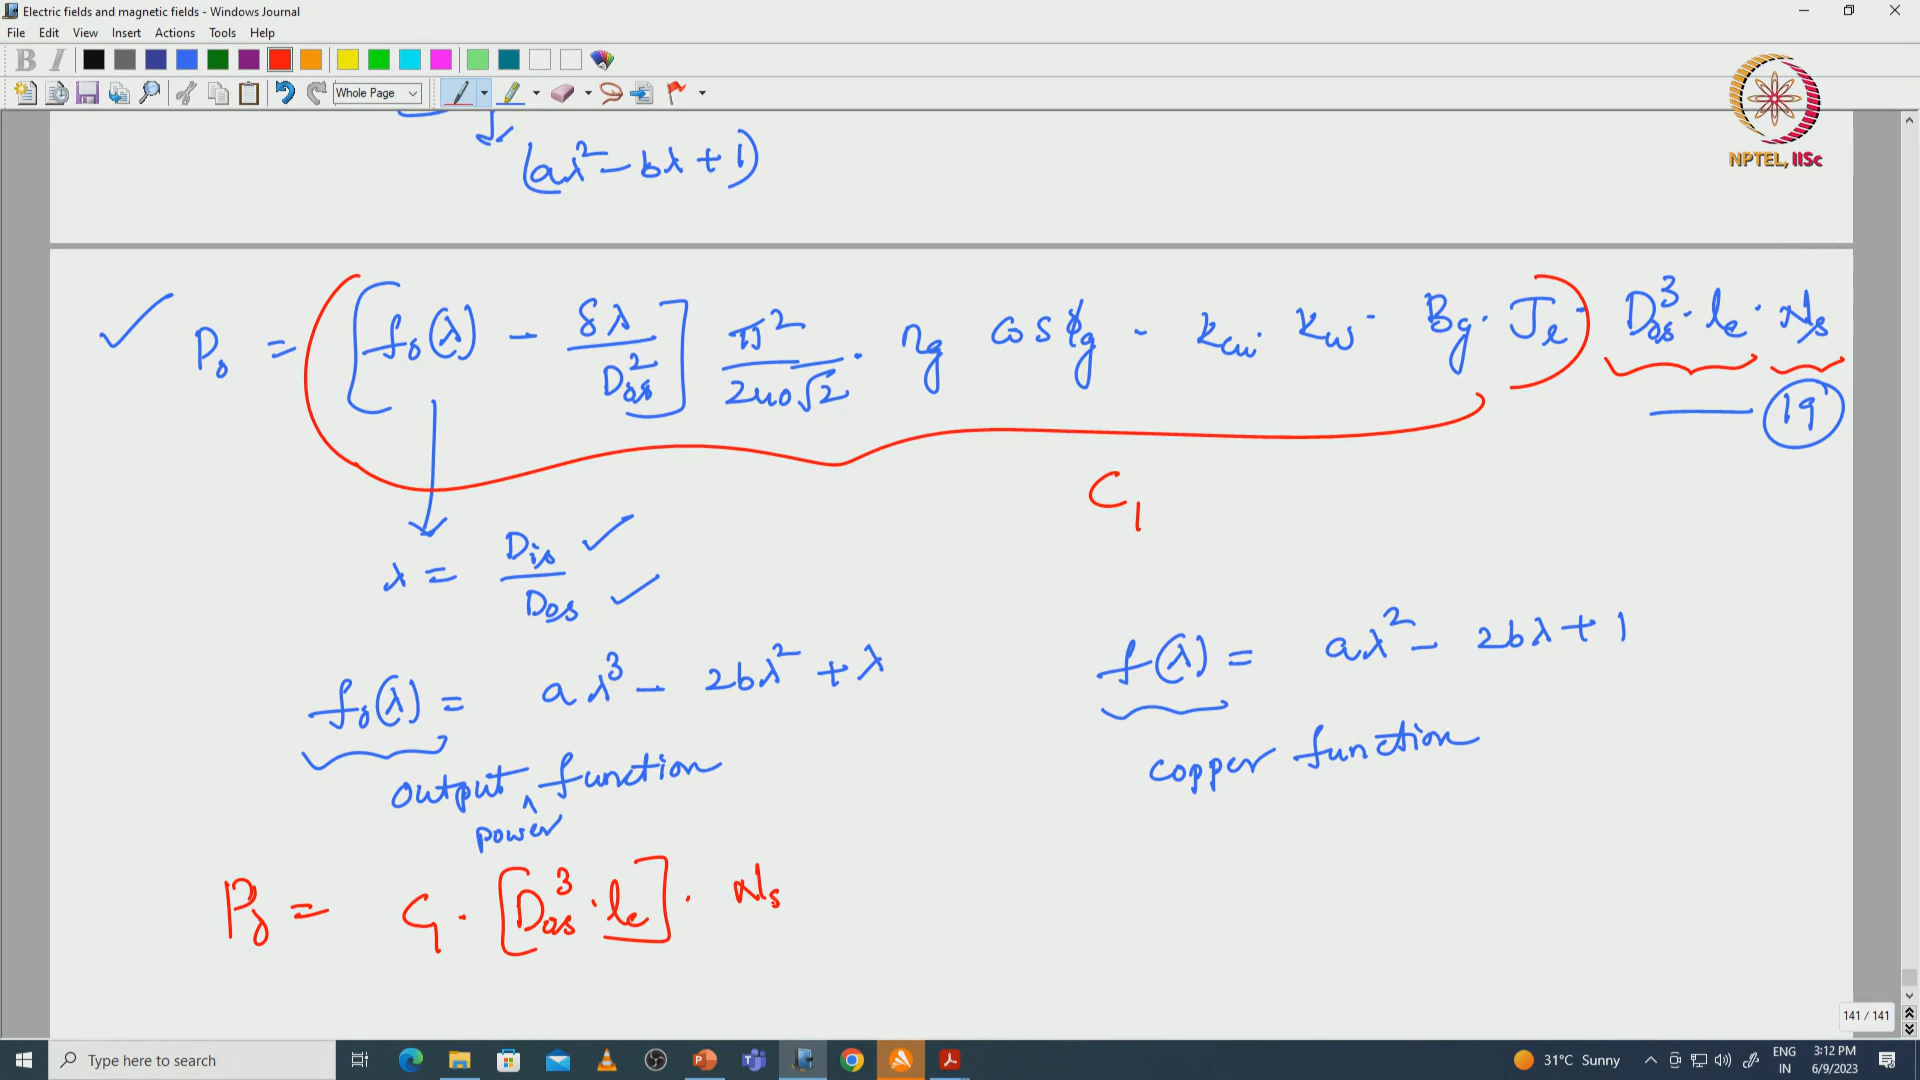 Electric fields and magnetic fields - Windows Journal
File Edit View Insert Actions Tools Help
Whole Page
NPTEL, IISc
(aλ² - bλ + 1)
P₀ = [f₀(λ) - 8λ/D²os] π²/240√2 · ηg cos ϕg · kcu · kw · Bg · Je D³os · le · Ns
19
C₁
λ = Dis/Dos
f₀(λ) = aλ³ - 2bλ² + λ
f(λ) = aλ² - 2bλ + 1
output function
power
copper function
P₀ = C₁ · [D³os · le] · Ns
141 / 141
Type here to search
31°C Sunny
ENG
IN
3:12 PM
6/9/2023